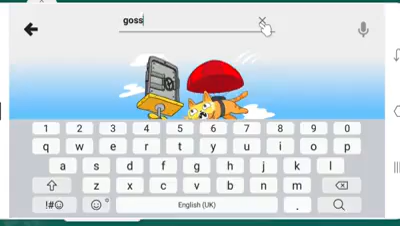 goss
1 2 3 4 5 6 7 8 9 0
q w e r t y u i o p
a s d f g h j k l
z x c v b n m
!#☺ English (UK) .